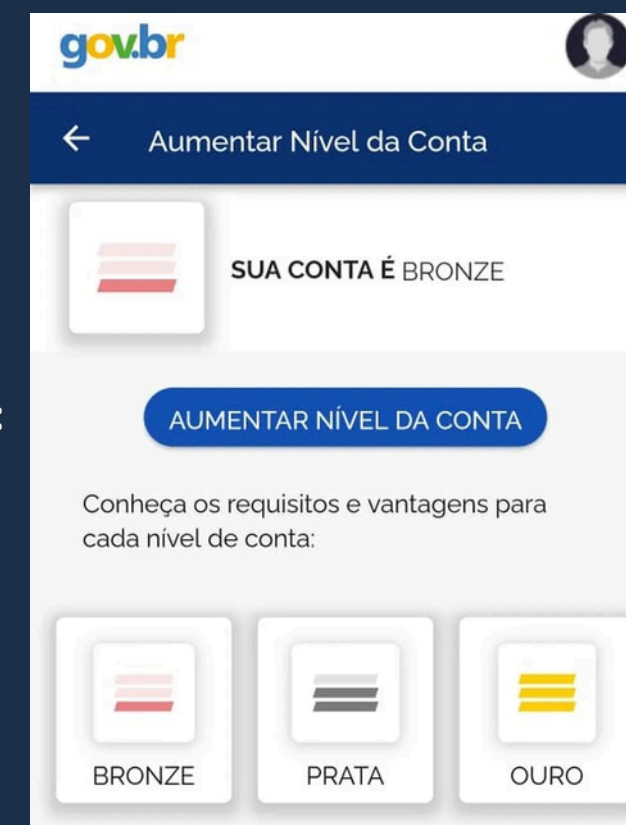 gov.br
Aumentar Nível da Conta
SUA CONTA É BRONZE
:
AUMENTAR NÍVEL DA CONTA
Conheça os requisitos e vantagens para
cada nível de conta:
BRONZE PRATA OURO